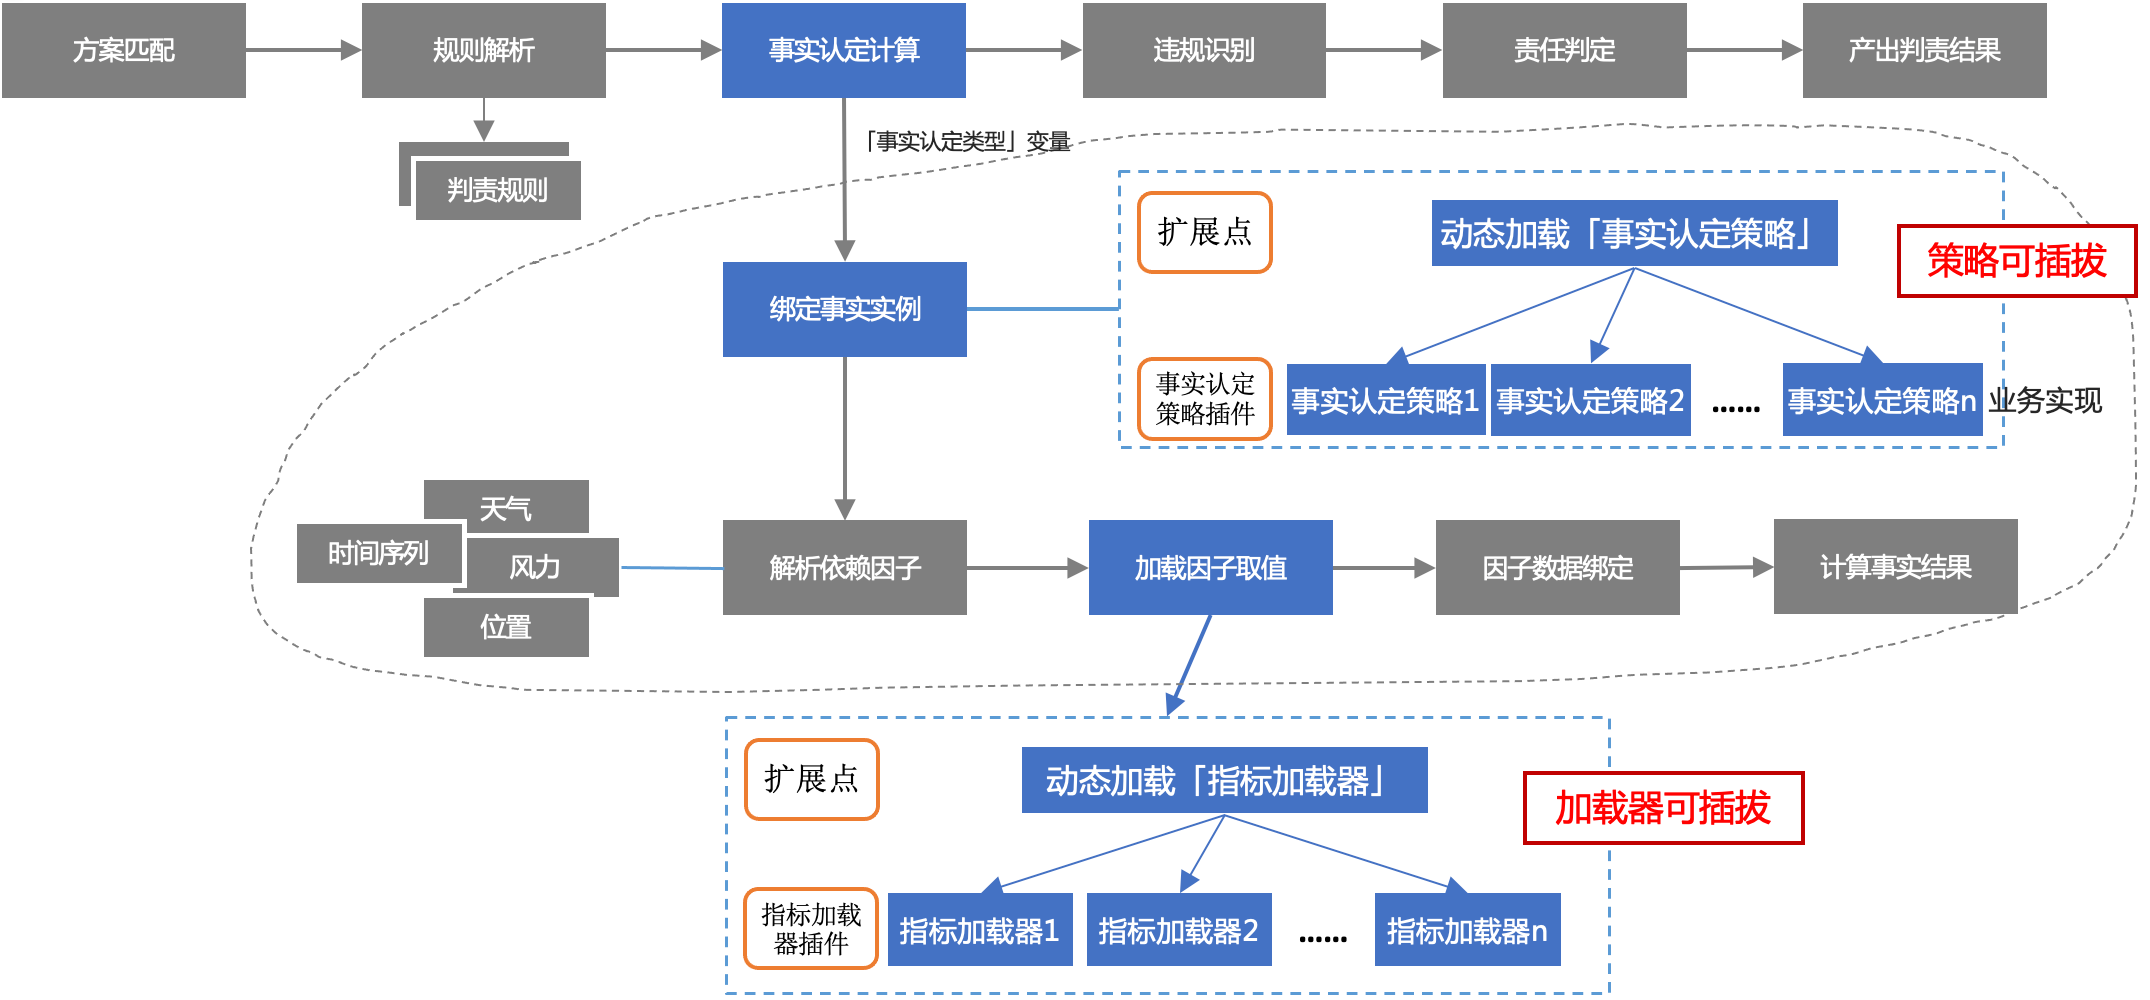 方案匹配
规则解析
事实认定计算
违规识别
责任判定
产出判责结果
判责规则
「事实认定类型」变量
扩展点
动态加载「事实认定策略」
策略可插拔
绑定事实实例
事实认定
策略插件
事实认定策略1
事实认定策略2
......
事实认定策略n
业务实现
天气
时间序列
风力
位置
解析依赖因子
加载因子取值
因子数据绑定
计算事实结果
扩展点
动态加载「指标加载器」
加载器可插拔
指标加载
器插件
指标加载器1
指标加载器2
......
指标加载器n